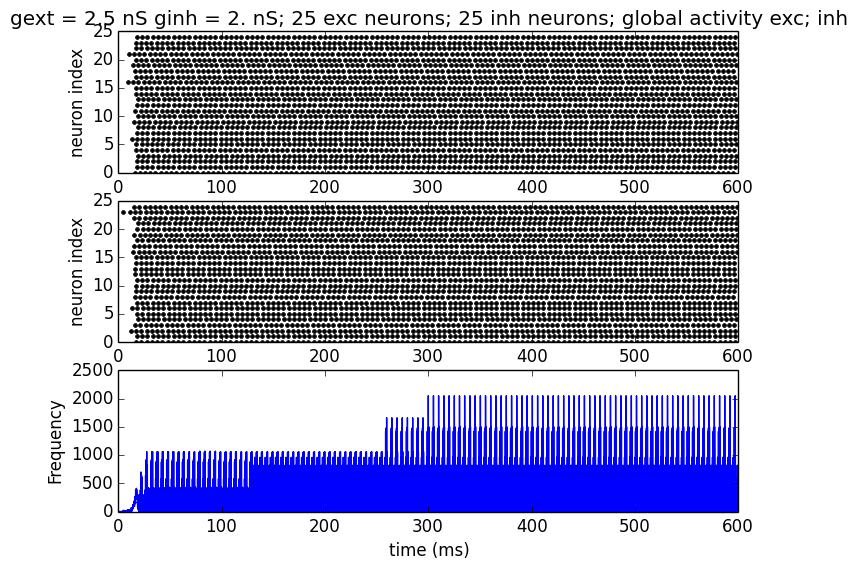 gext = 2.5 nS ginh = 2. nS; 25 exc neurons; 25 inh neurons; global activity exc; inh
25
20
15
10
5
0
neuron index
0 100 200 300 400 500 600
25
20
15
10
5
0
neuron index
0 100 200 300 400 500 600
2500
2000
1500
1000
500
0
Frequency
0 100 200 300 400 500 600
time (ms)